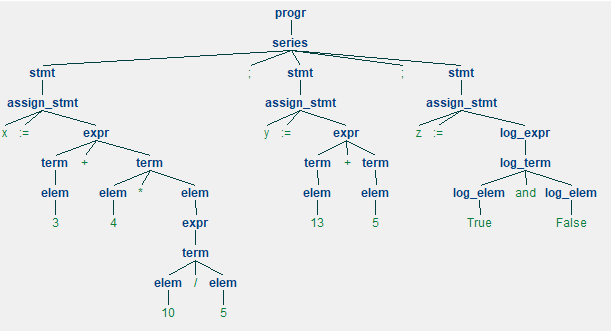 progr
series
stmt ; stmt ; stmt
assign_stmt assign_stmt assign_stmt
x := expr y := expr z := log_expr
term + term term + term log_term
elem elem * elem elem elem log_elem and log_elem
3 4 expr 13 5 True False
term
elem / elem
10 5